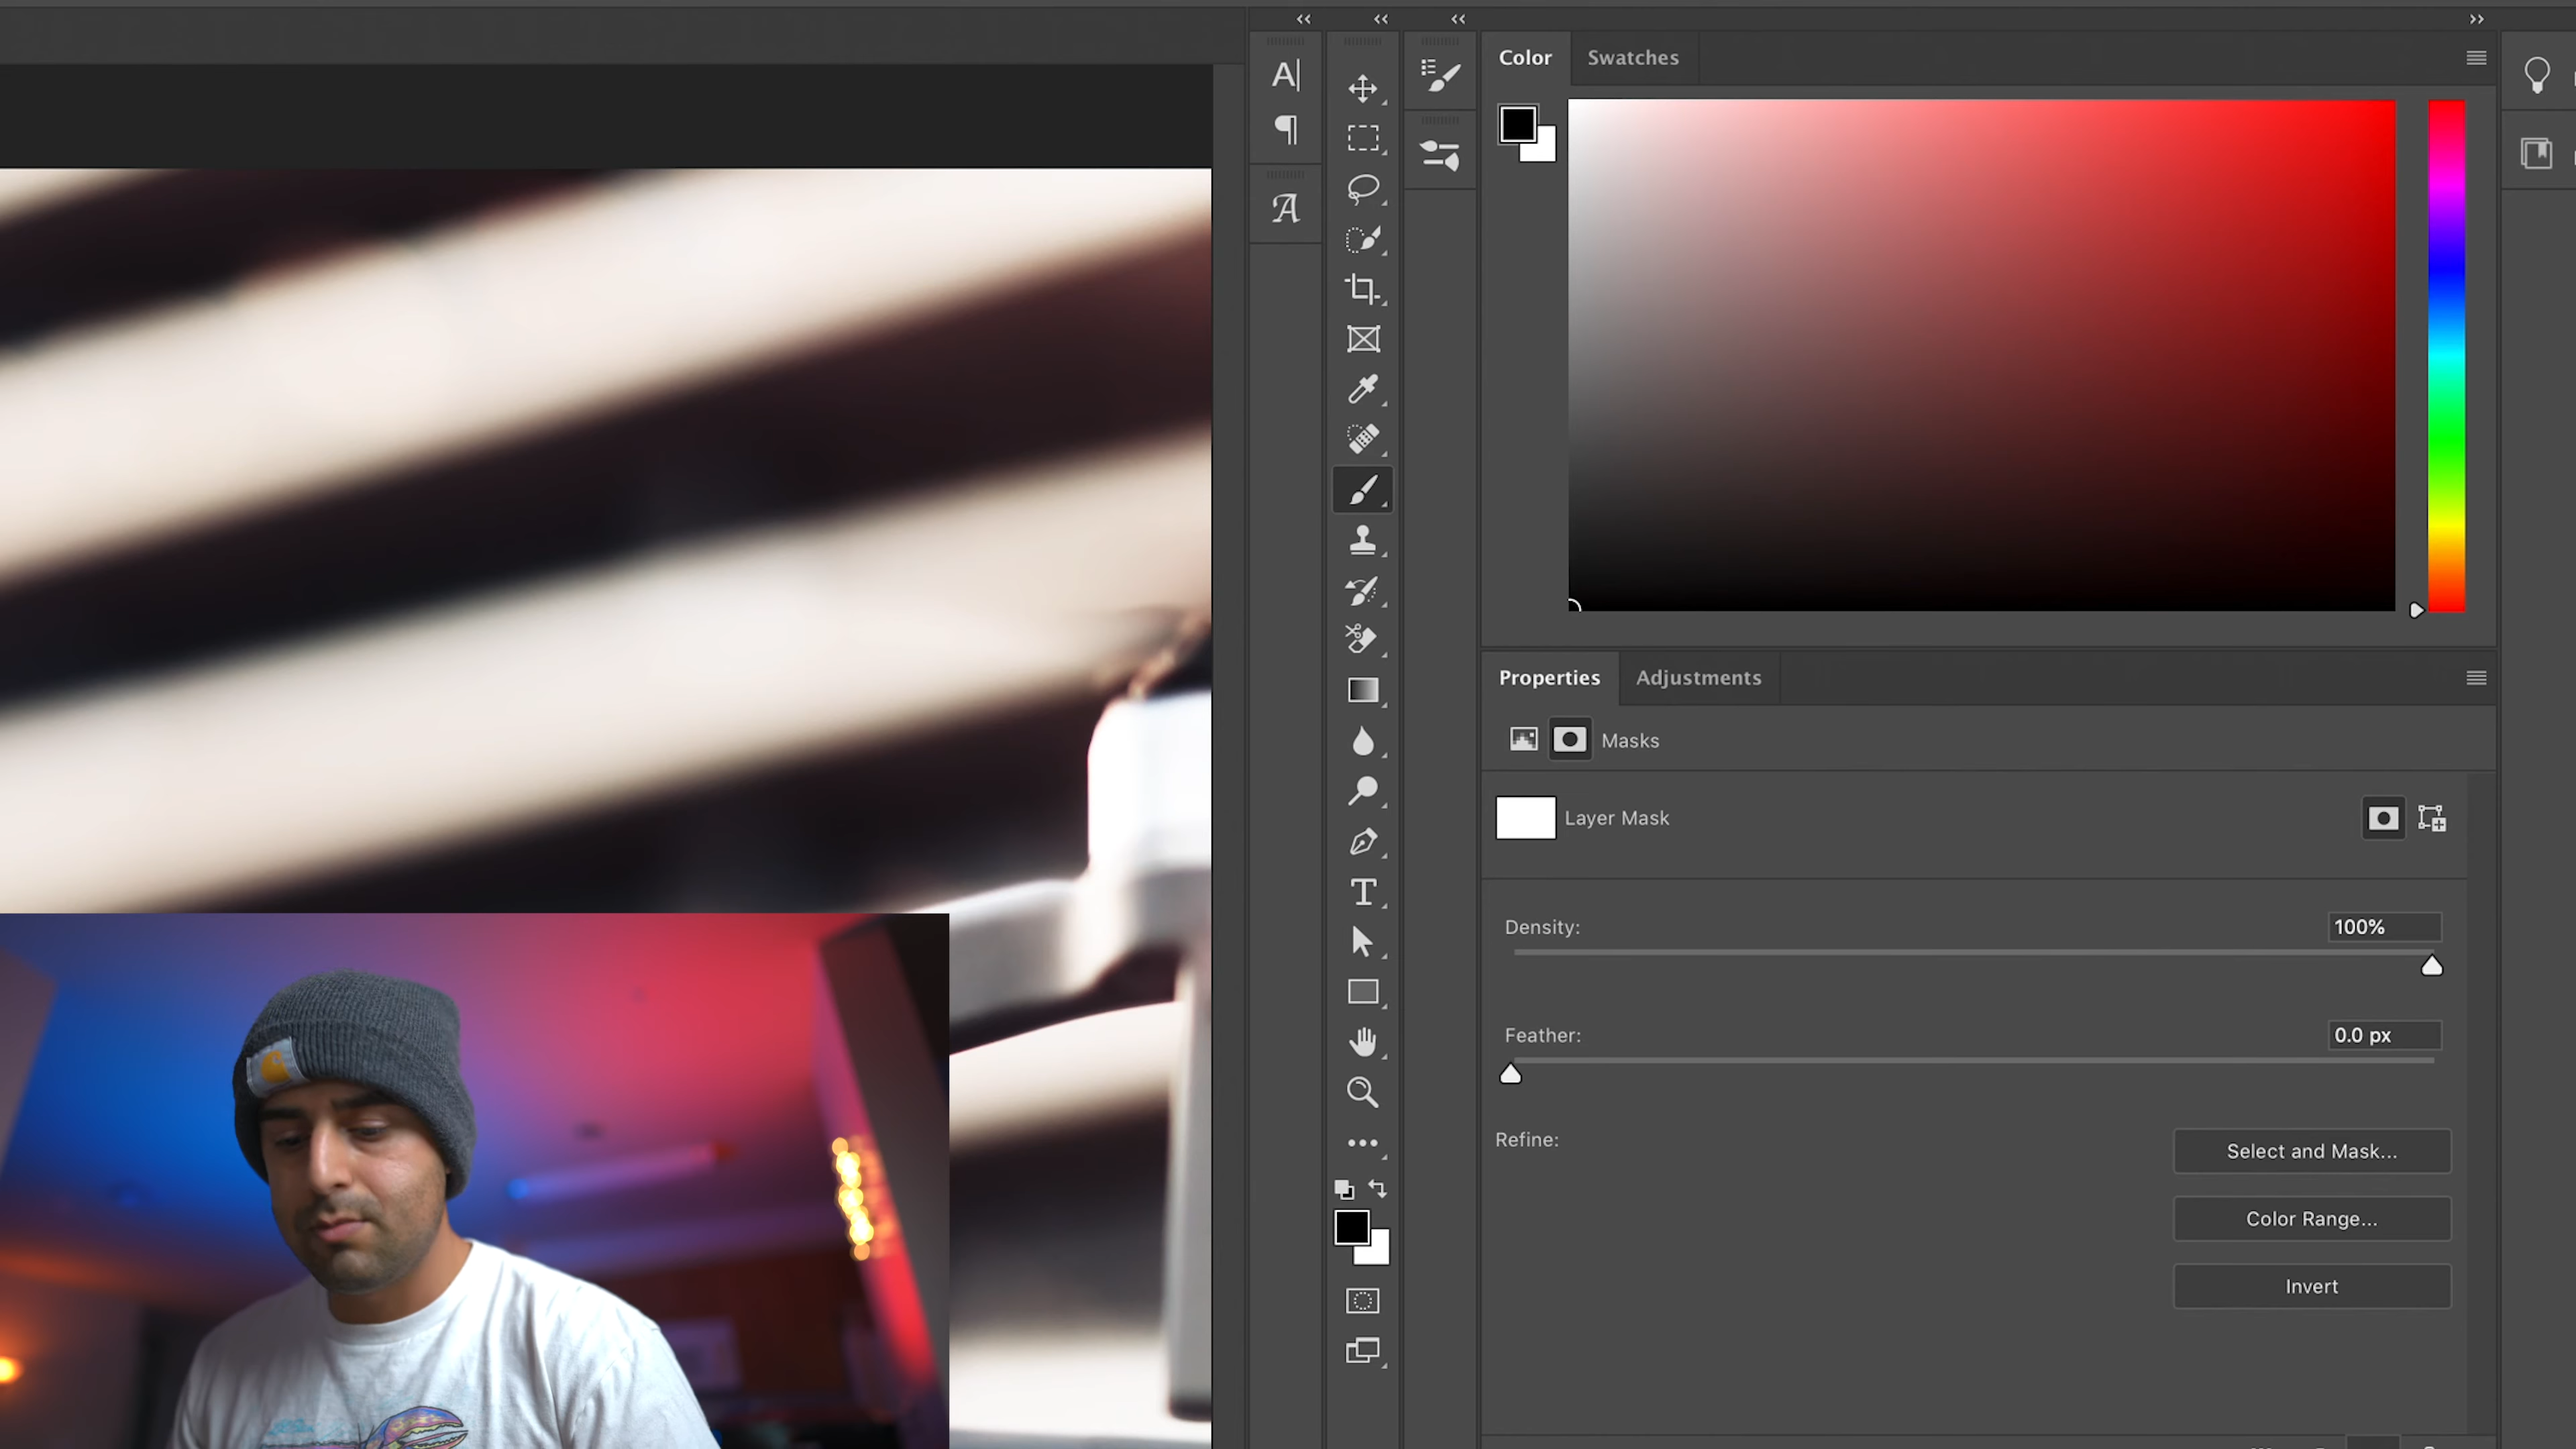 Color Swatches
Properties Adjustments
Masks
Layer Mask
Density: 100%
Feather: 0.0 px
Refine:
Select and Mask...
Color Range...
Invert